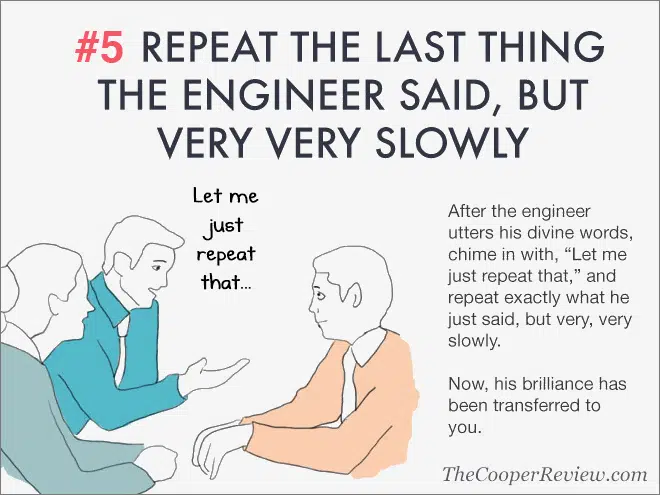 #5 REPEAT THE LAST THING
THE ENGINEER SAID, BUT
VERY VERY SLOWLY
Let me
just
repeat
that...
After the engineer
utters his divine words,
chime in with, “Let me
just repeat that,” and
repeat exactly what he
just said, but very, very
slowly.
Now, his brilliance has
been transferred to
you.
TheCooperReview.com